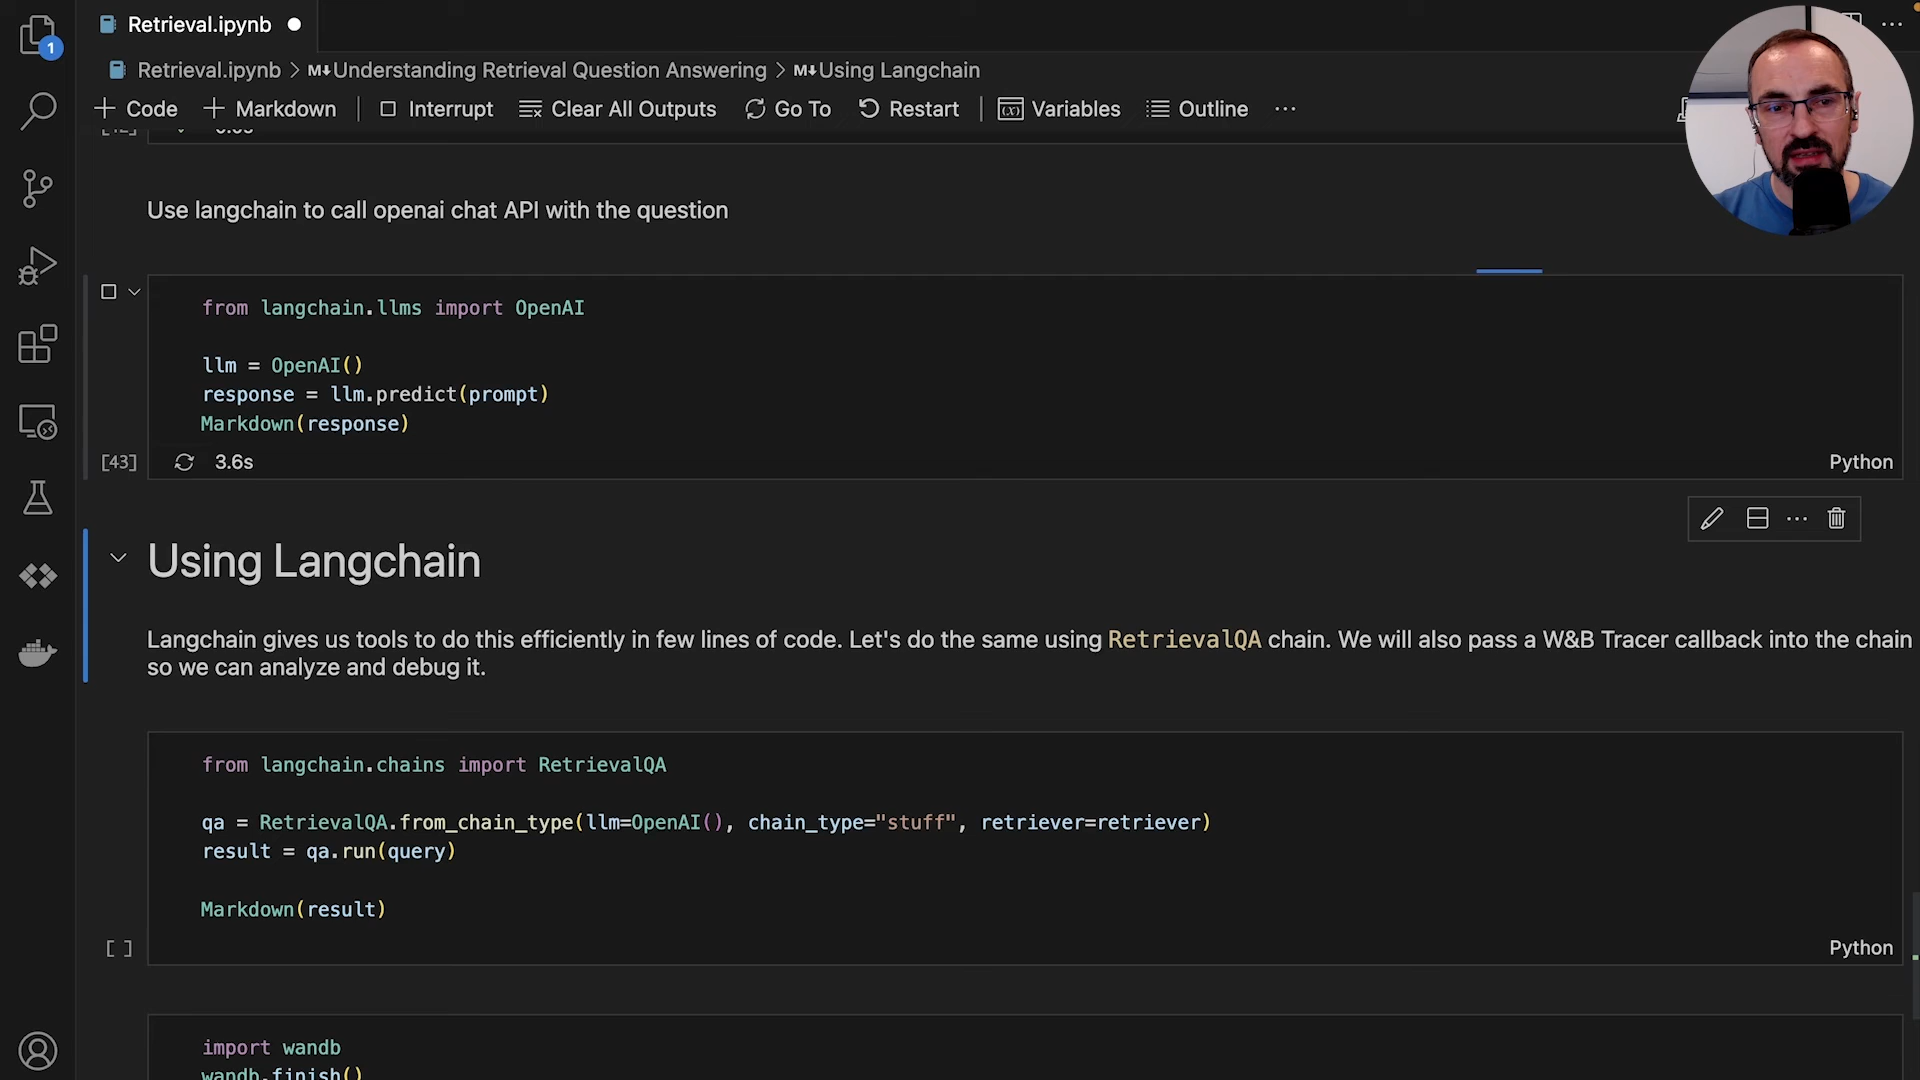 Retrieval.ipynb
1
Retrieval.ipynb > M↓Understanding Retrieval Question Answering > M↓Using Langchain
+ Code + Markdown Interrupt Clear All Outputs Go To Restart (x) Variables Outline ...
Use langchain to call openai chat API with the question
from langchain.llms import OpenAI
llm = OpenAI()
response = llm.predict(prompt)
Markdown(response)
[43] 3.6s Python
Using Langchain
Langchain gives us tools to do this efficiently in few lines of code. Let's do the same using RetrievalQA chain. We will also pass a W&B Tracer callback into the chain
so we can analyze and debug it.
from langchain.chains import RetrievalQA
qa = RetrievalQA.from_chain_type(llm=OpenAI(), chain_type="stuff", retriever=retriever)
result = qa.run(query)
Markdown(result)
[ ] Python
import wandb
wandb.finish()